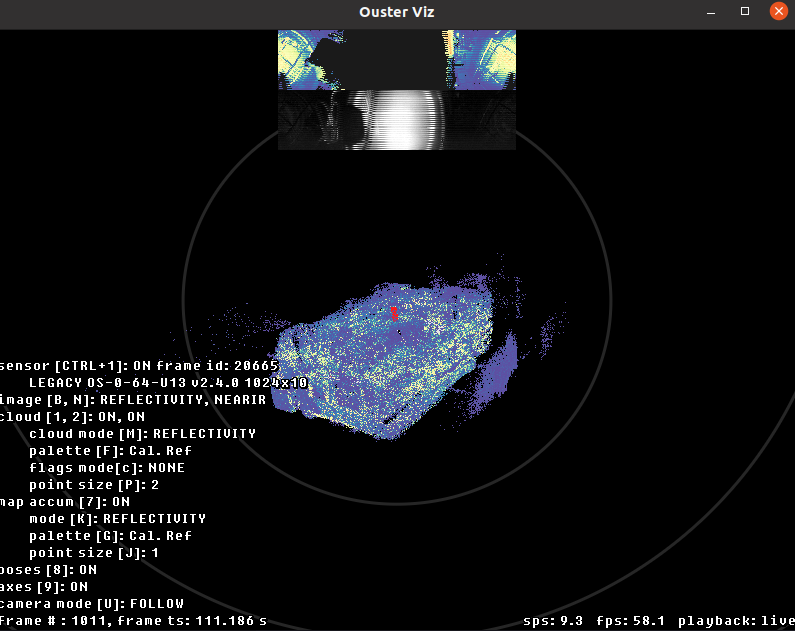 Ouster Viz
sensor [CTRL+1]: ON frame id: 20665
LEGACY OS-0-64-U13 v2.4.0 1024x10
image [B, N]: REFLECTIVITY, NEARIR
cloud [1, 2]: ON, ON
cloud mode [M]: REFLECTIVITY
palette [F]: Cal. Ref
flags mode[c]: NONE
point size [P]: 2
map accum [7]: ON
mode [K]: REFLECTIVITY
palette [G]: Cal. Ref
point size [J]: 1
poses [8]: ON
axes [9]: ON
camera mode [U]: FOLLOW
frame # : 1011, frame ts: 111.186 s
sps: 9.3 fps: 58.1 playback: live